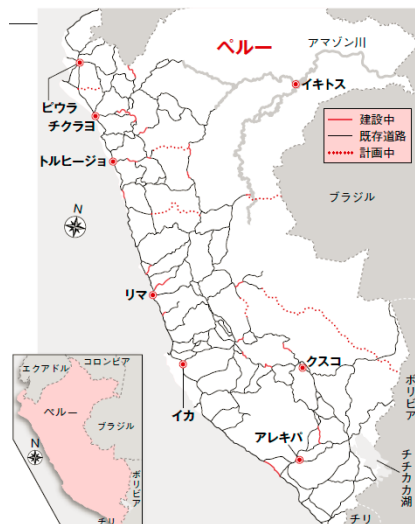 ペルー
アマゾン川
イキトス
ピウラ
チクラヨ
トルヒージョ
建設中
既存道路
計画中
ブラジル
N
リマ
クスコ
イカ
アレキパ
ボリビア
チチカカ湖
チリ
エクアドル
コロンビア
ペルー
ブラジル
N
ボリビア
チリ